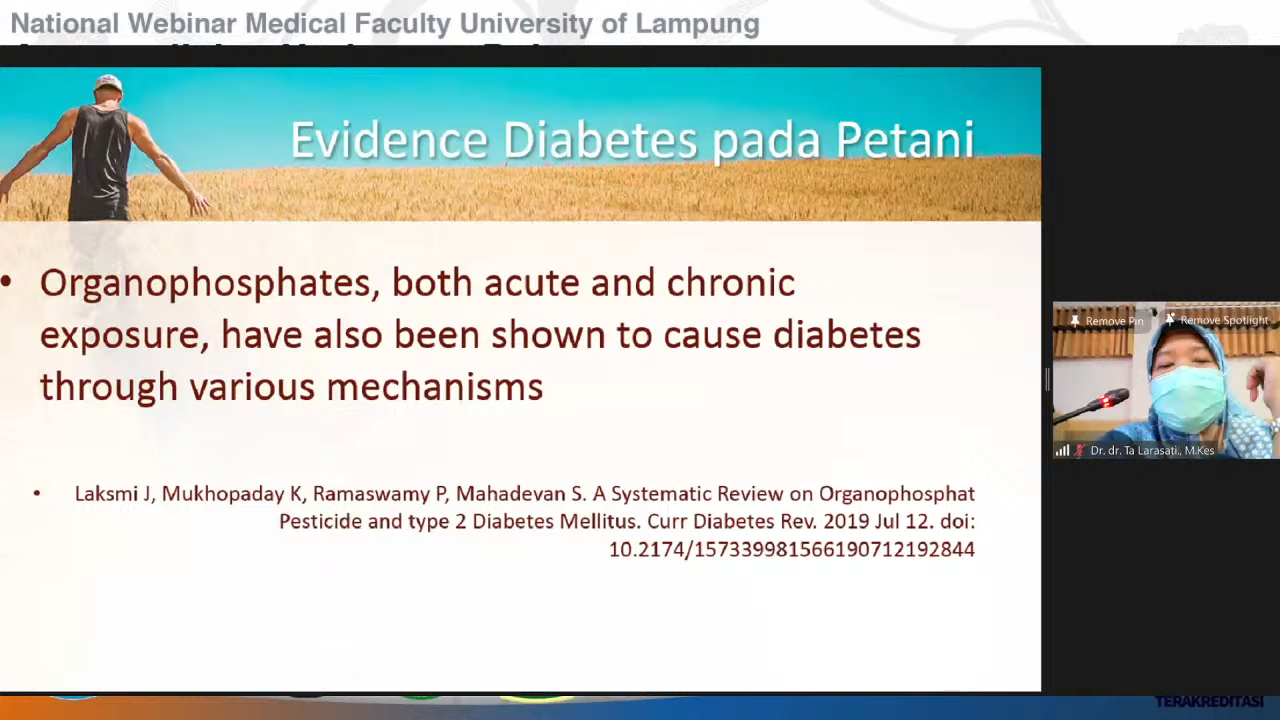 National Webinar Medical Faculty University of Lampung
Evidence Diabetes pada Petani
• Organophosphates, both acute and chronic
exposure, have also been shown to cause diabetes
through various mechanisms
• Laksmi J, Mukhopaday K, Ramaswamy P, Mahadevan S. A Systematic Review on Organophosphat
Pesticide and type 2 Diabetes Mellitus. Curr Diabetes Rev. 2019 Jul 12. doi:
10.2174/1573399815666190712192844
Remove Pin
Remove Spotlight
Dr. dr. Ta Larasati., M.Kes
TERAKREDITASI